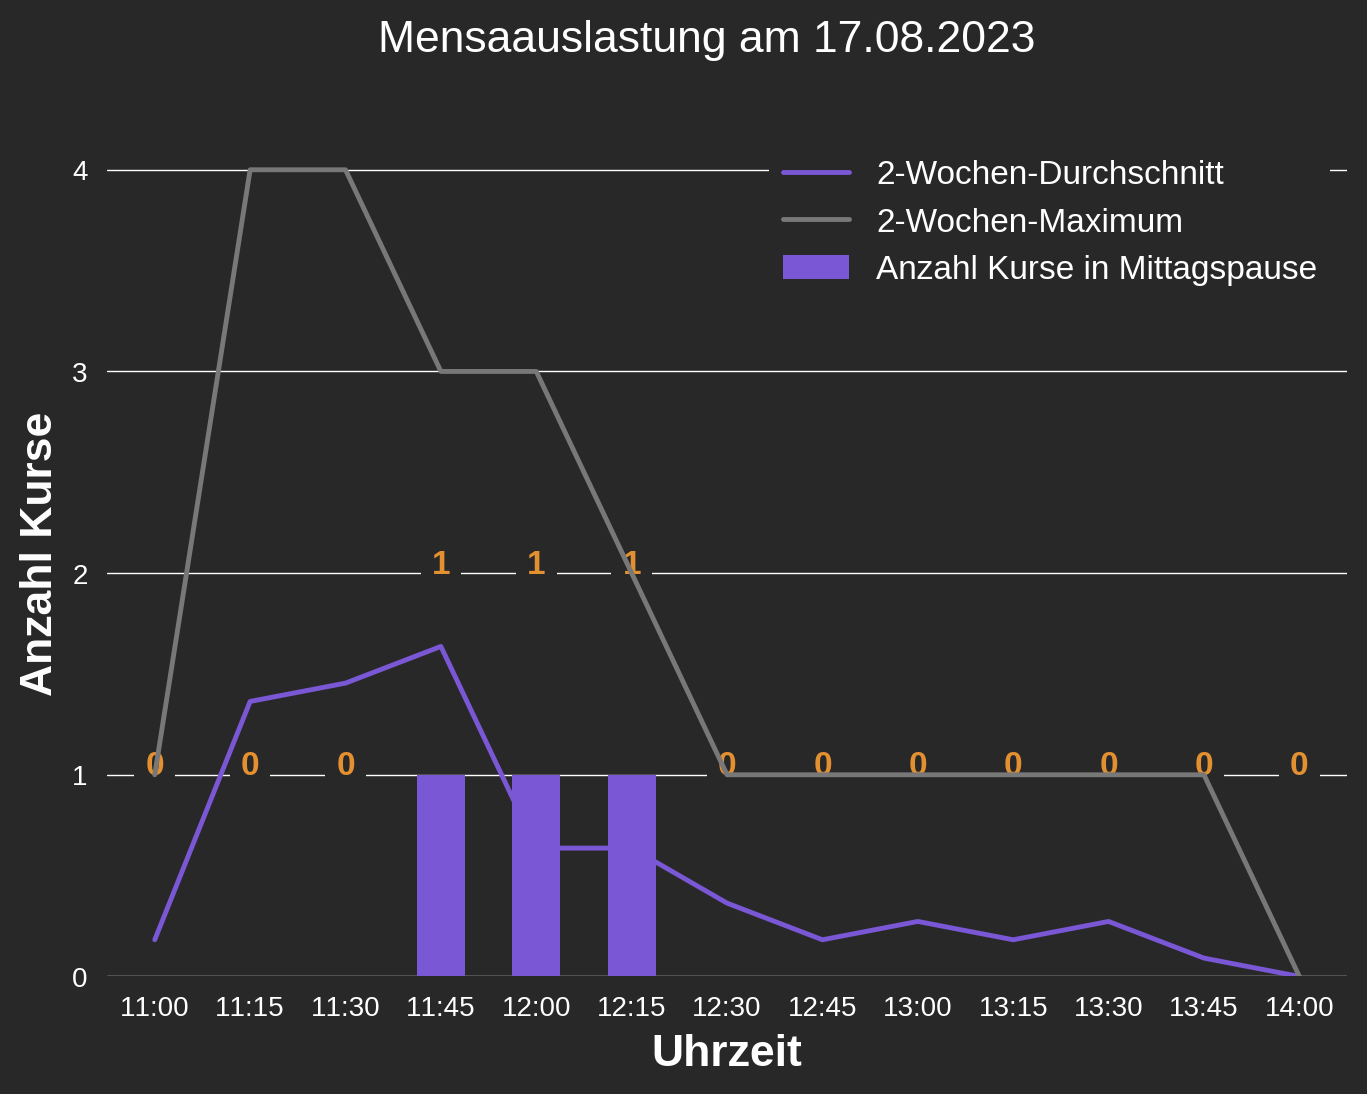 Mensaauslastung am 17.08.2023
2-Wochen-Durchschnitt
2-Wochen-Maximum
Anzahl Kurse in Mittagspause
Anzahl Kurse
4
3
2
1
0
1 1 1
0 0 0 0 0 0 0 0 0 0
11:00 11:15 11:30 11:45 12:00 12:15 12:30 12:45 13:00 13:15 13:30 13:45 14:00
Uhrzeit